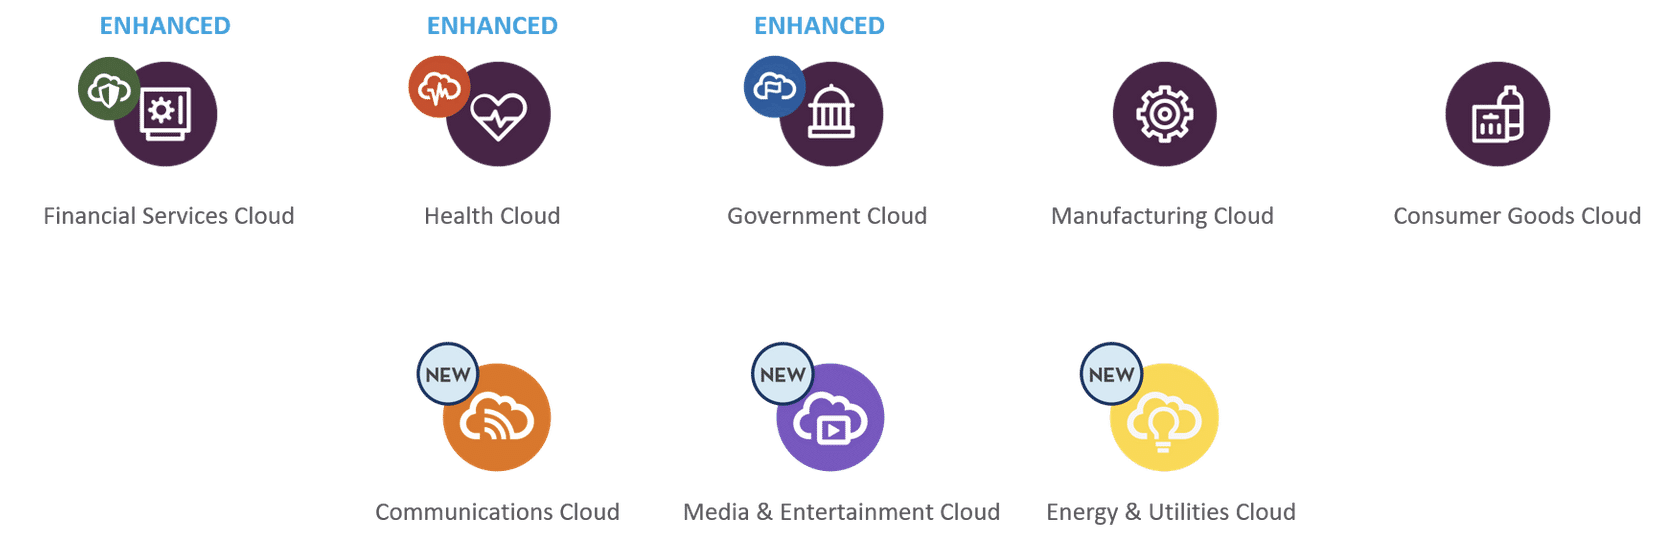 ENHANCED
ENHANCED
ENHANCED
Financial Services Cloud
Health Cloud
Government Cloud
Manufacturing Cloud
Consumer Goods Cloud
NEW
NEW
NEW
Communications Cloud
Media & Entertainment Cloud
Energy & Utilities Cloud